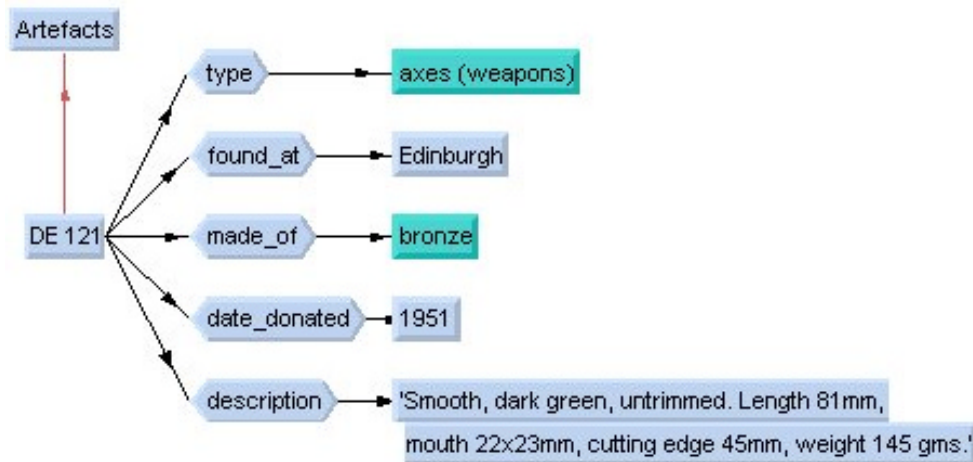 Artefacts
type
axes (weapons)
found_at
Edinburgh
DE 121
made_of
bronze
date_donated
1951
description
'Smooth, dark green, untrimmed. Length 81mm,
mouth 22x23mm, cutting edge 45mm, weight 145 gms.'